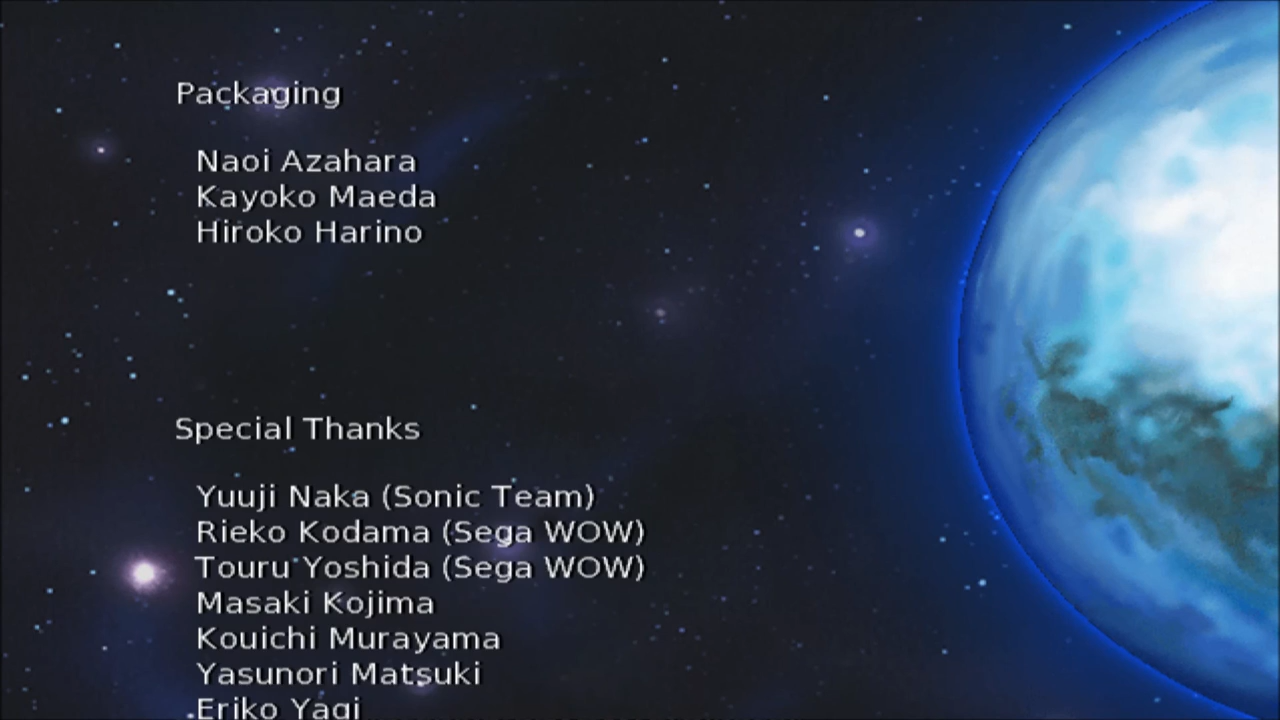 Packaging
Naoi Azahara
Kayoko Maeda
Hiroko Harino
Special Thanks
Yuuji Naka (Sonic Team)
Rieko Kodama (Sega WOW)
Touru Yoshida (Sega WOW)
Masaki Kojima
Kouichi Murayama
Yasunori Matsuki
Eriko Yagi